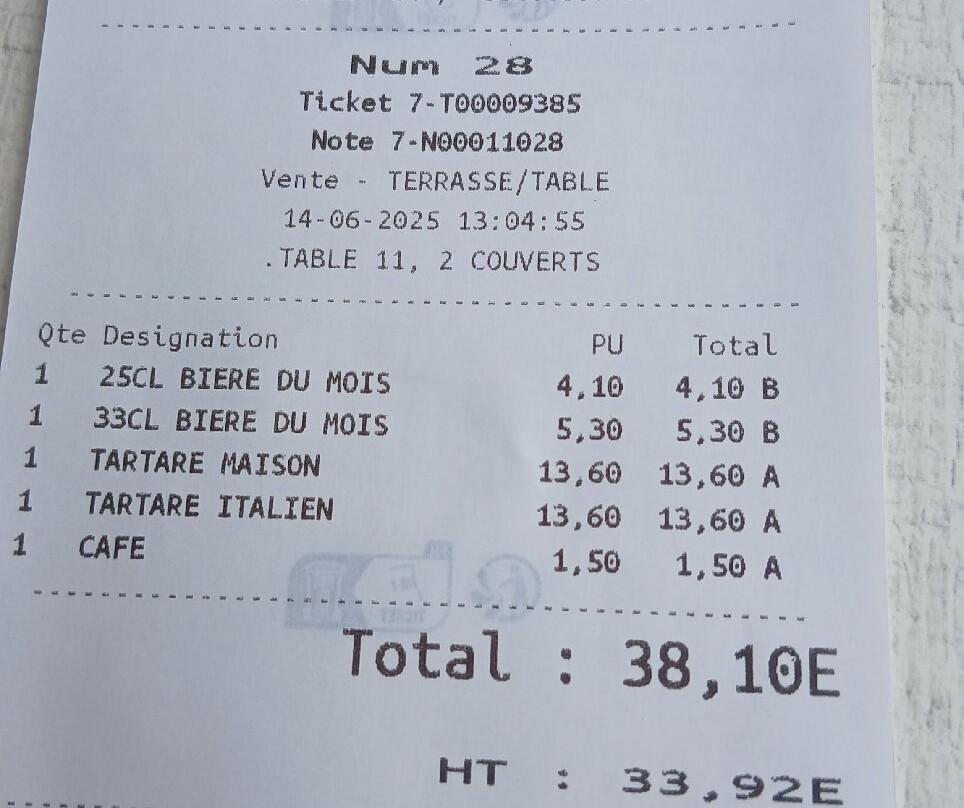 Num 28
Ticket 7-T00009385
Note 7-N00011028
Vente - TERRASSE/TABLE
14-06-2025 13:04:55
.TABLE 11, 2 COUVERTS
Qte Designation PU Total
1 25CL BIERE DU MOIS 4,10 4,10 B
1 33CL BIERE DU MOIS 5,30 5,30 B
1 TARTARE MAISON 13,60 13,60 A
1 TARTARE ITALIEN 13,60 13,60 A
1 CAFE 1,50 1,50 A
Total : 38,10E
HT : 33,92E